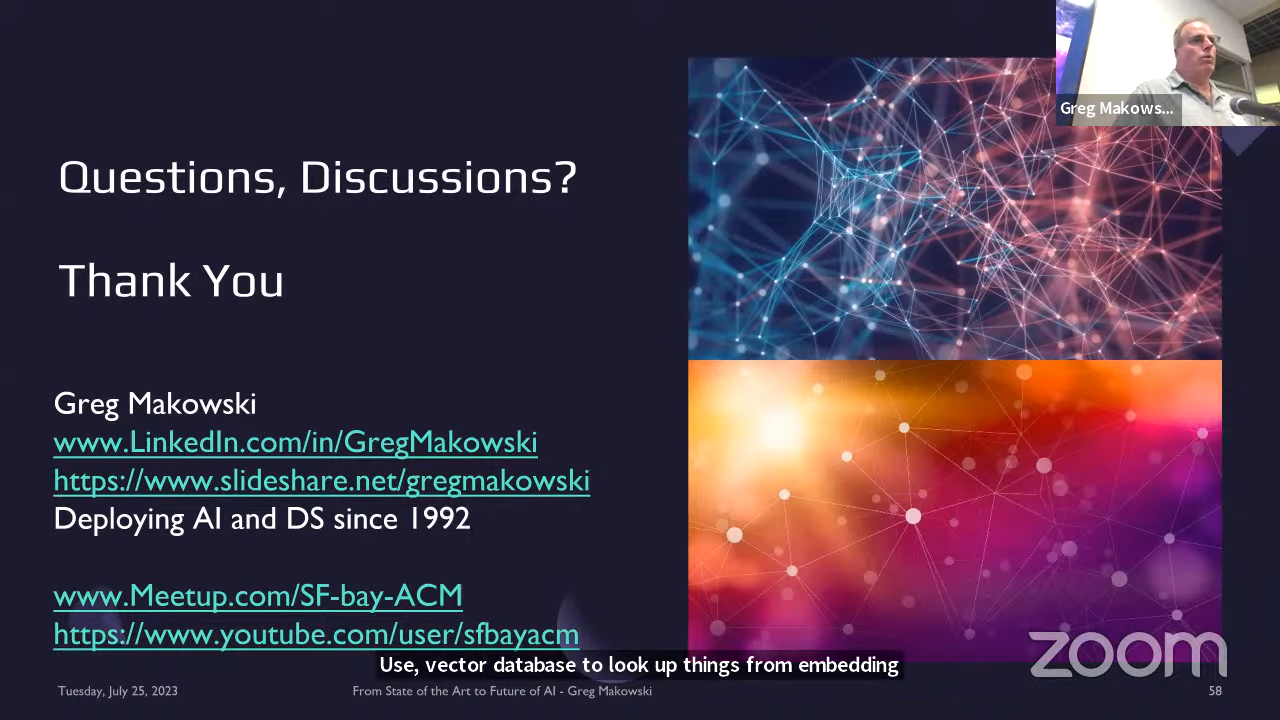 Greg Makows...
Questions, Discussions?
Thank You
Greg Makowski
www.LinkedIn.com/in/GregMakowski
https://www.slideshare.net/gregmakowski
Deploying AI and DS since 1992
www.Meetup.com/SF-bay-ACM
https://www.youtube.com/user/sfbayacm
zoom
Use, vector database to look up things from embedding
Tuesday, July 25, 2023
From State of the Art to Future of AI - Greg Makowski
58